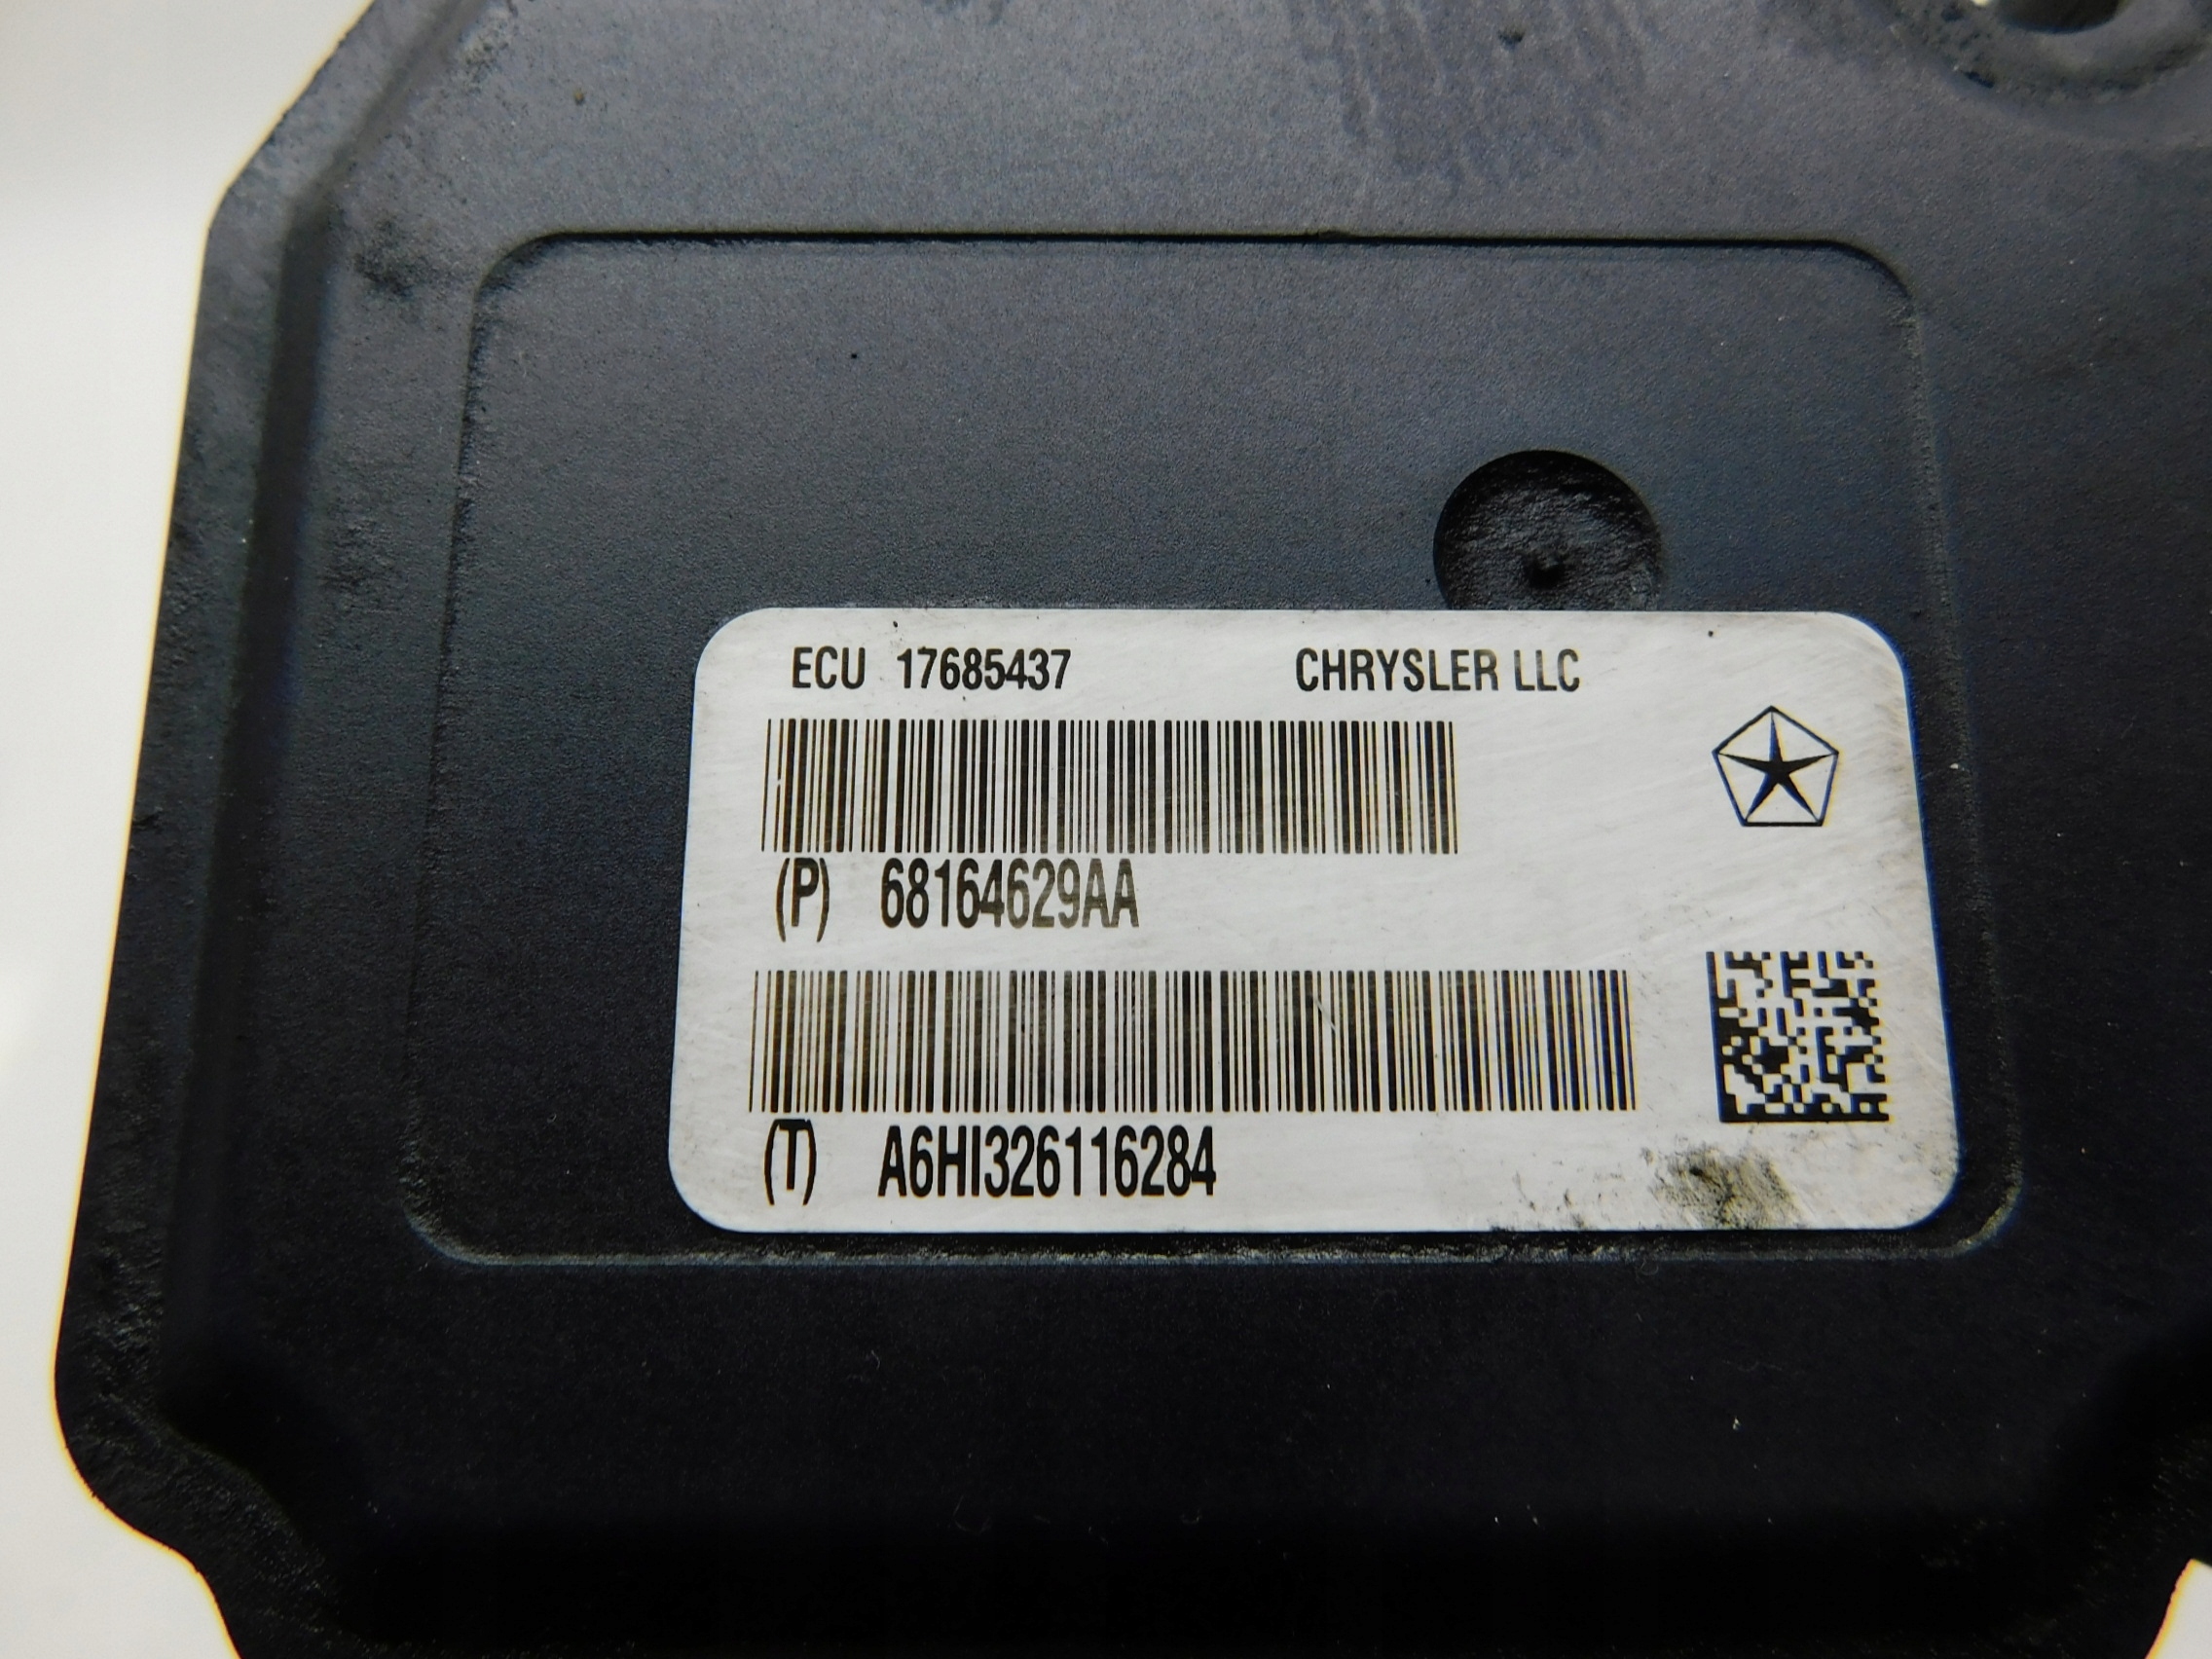 ECU 17685437 CHRYSLER LLC
(P) 68164629AA
(T) A6HI326116284